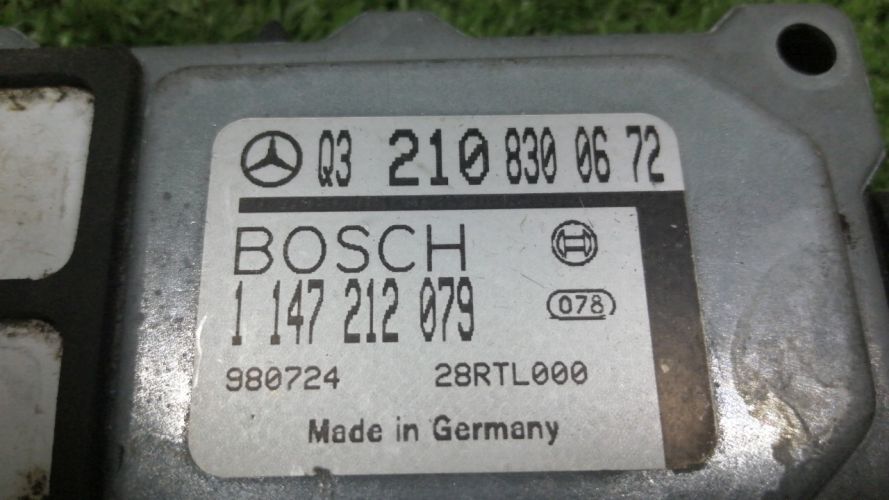 Q3 210 830 06 72
BOSCH
1 147 212 079
078
980724 28RTL000
Made in Germany